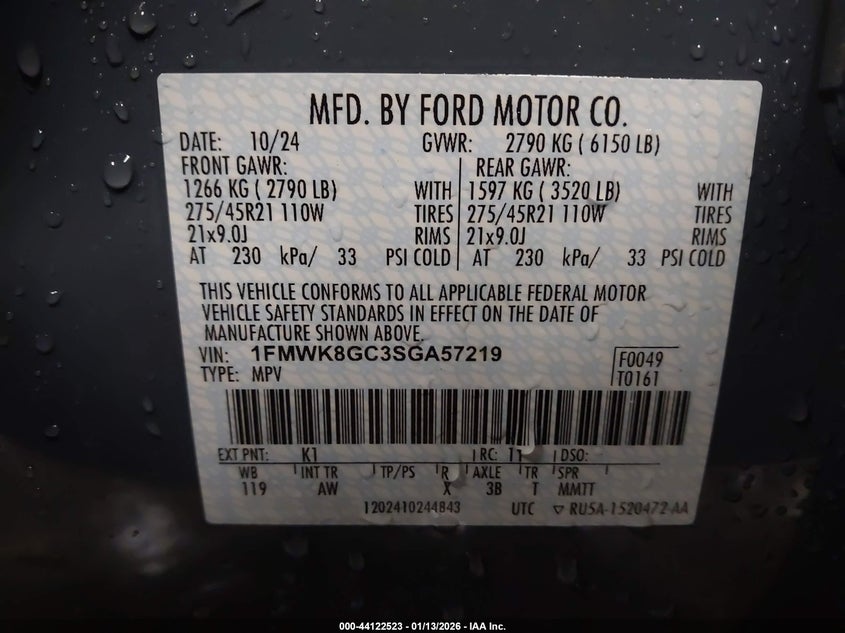 MFD. BY FORD MOTOR CO.
DATE: 10/24 GVWR: 2790 KG ( 6150 LB)
FRONT GAWR: REAR GAWR:
1266 KG ( 2790 LB) WITH 1597 KG ( 3520 LB) WITH
275/45R21 110W TIRES 275/45R21 110W TIRES
21x9.0J RIMS 21x9.0J RIMS
AT 230 kPa/ 33 PSI COLD AT 230 kPa/ 33 PSI COLD
THIS VEHICLE CONFORMS TO ALL APPLICABLE FEDERAL MOTOR
VEHICLE SAFETY STANDARDS IN EFFECT ON THE DATE OF
MANUFACTURE SHOWN ABOVE.
VIN: 1FMWK8GC3SGA57219 F0049
TYPE: MPV T0161
EXT PNT: K1 RC: 11 DSO:
WB INT TR TP/PS R AXLE TR SPR
119 AW X 3B T MMTT
1202410244843 UTC ▽ RU5A-1520472-AA
000-44122523 - 01/13/2026 - IAA Inc.